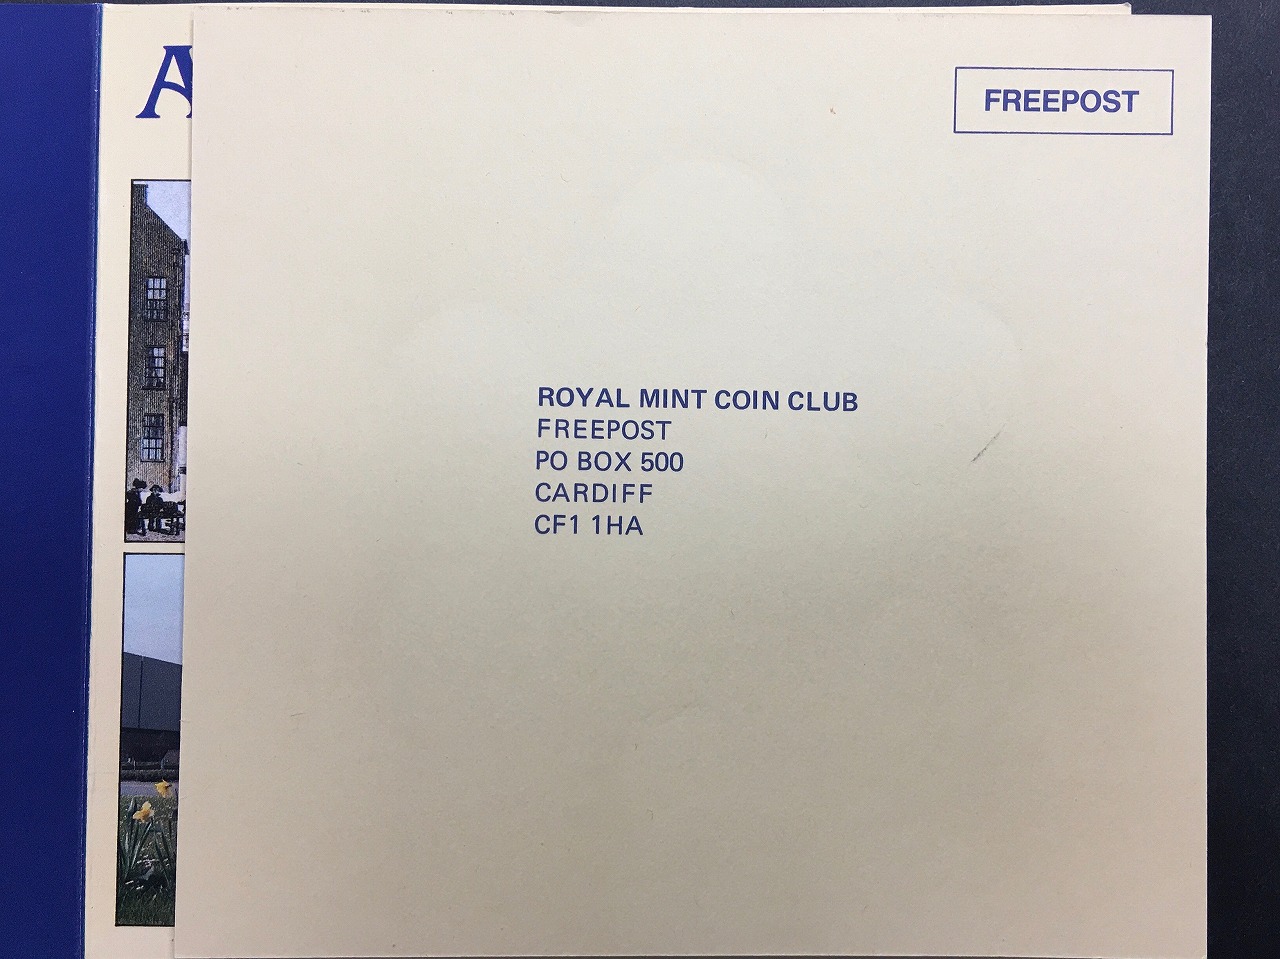 A
FREEPOST
ROYAL MINT COIN CLUB
FREEPOST
PO BOX 500
CARDIFF
CF1 1HA